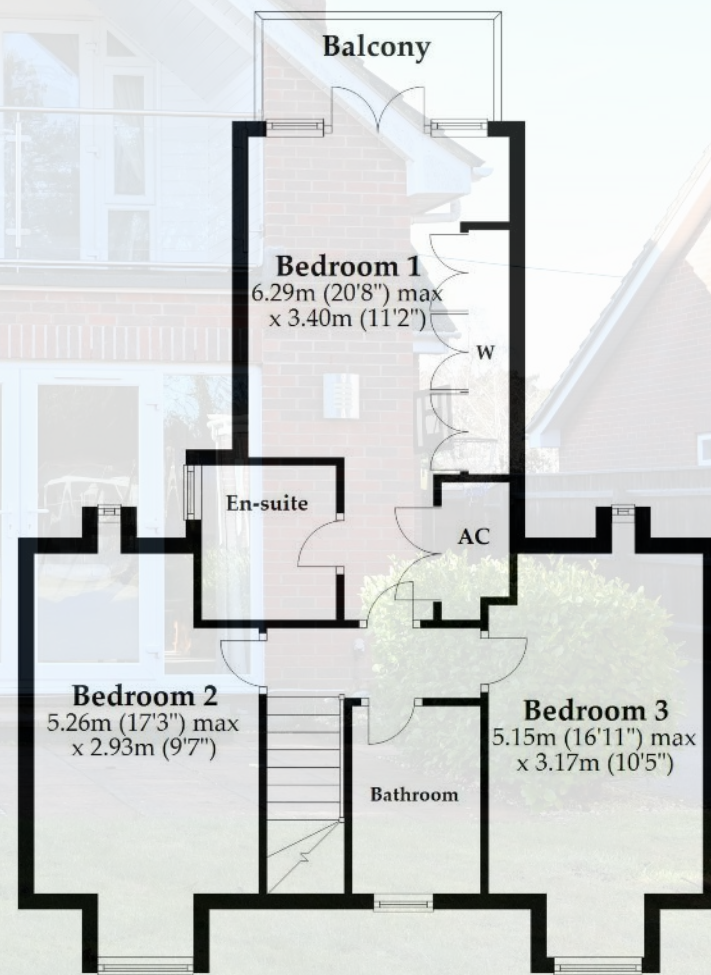 Balcony
Bedroom 1
6.29m (20'8") max
x 3.40m (11'2")
W
En-suite
AC
Bedroom 2
5.26m (17'3") max
x 2.93m (9'7")
Bedroom 3
5.15m (16'11") max
x 3.17m (10'5")
Bathroom